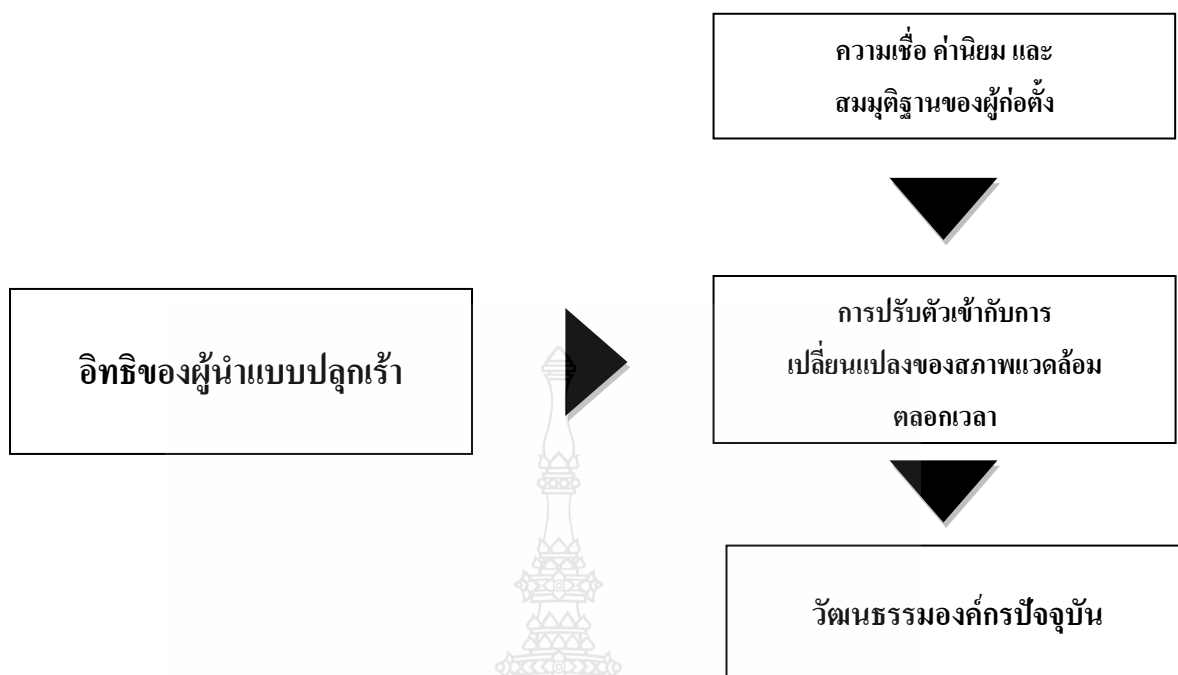 ความเชื่อ ค่านิยม และ
สมมุติฐานของผู้ก่อตั้ง
อิทธิของผู้นำแบบปลุกเร้า
การปรับตัวเข้ากับการ
เปลี่ยนแปลงของสภาพแวดล้อม
ตลอกเวลา
วัฒนธรรมองค์กรปัจจุบัน